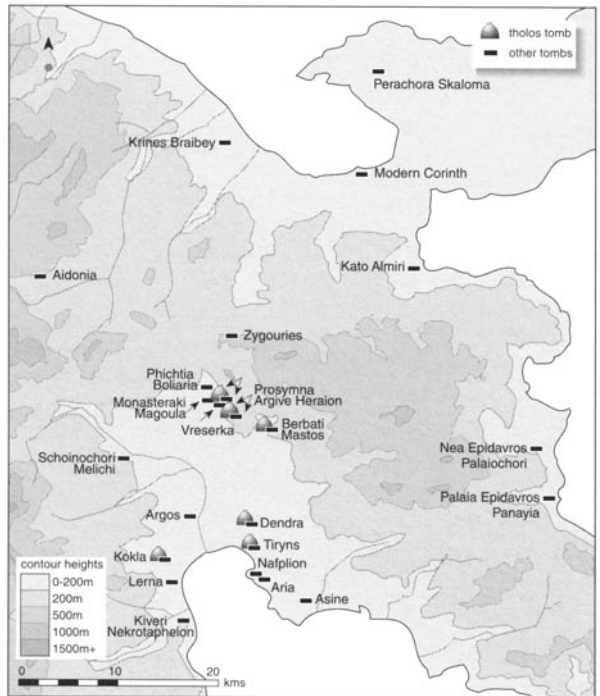 tholos tomb
other tombs
Perachora Skaloma
Krines Braibey
Modern Corinth
Kato Almiri
Aidonia
Zygouries
Phichtia
Boliaria
Prosymna
Monasteraki
Argive Heraion
Magoula
Vreserka
Berbati
Mastos
Schoinochori
Melichi
Nea Epidavros
Palaiochori
Palaia Epidavros
Panayia
Argos
Dendra
Tiryns
Kokla
Nafplion
Aria
Lerna
Asine
Kiveri
Nekrotapheion
contour heights
0-200m
200m
500m
1000m
1500m+
0 10 20
kms